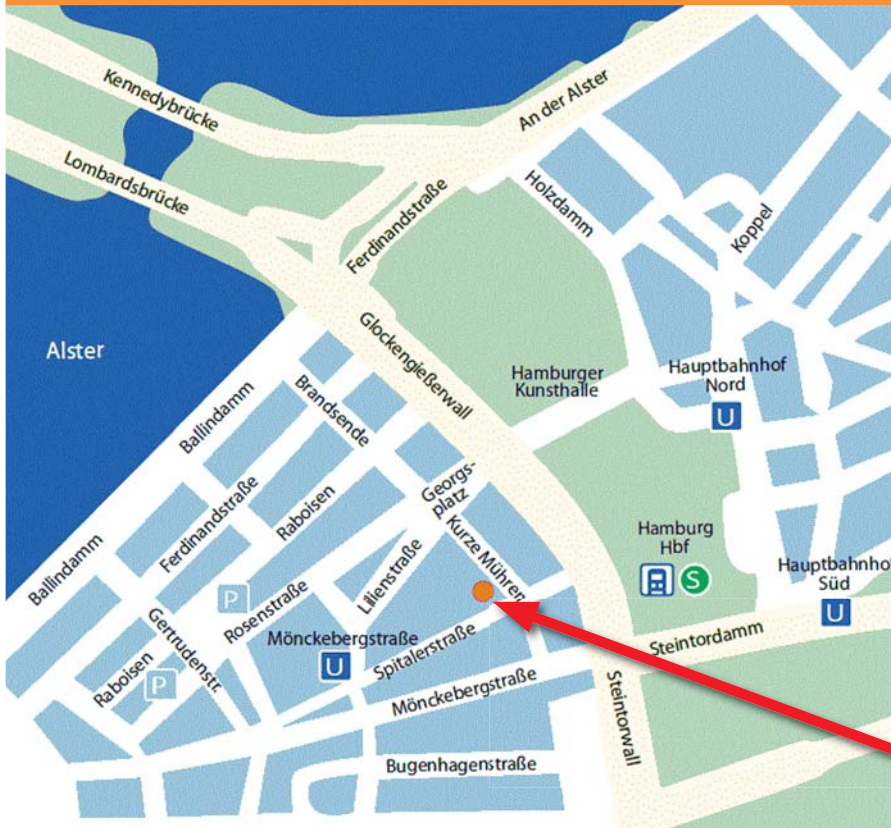 Kennedybrücke
An der Alster
Lombardsbrücke
Holzdamm
Koppel
Ferdinandstraße
Glockengießerwall
Alster
Hamburger
Kunsthalle
Hauptbahnhof
Nord
U
Ballindamm
Brandsende
Georgs-
platz
Ferdinandstraße
Raboisen
Kurze Mühren
Hamburg
Hbf
S
Ballindamm
Lilienstraße
Hauptbahnhof
Süd
U
P
Rosenstraße
Gertrudenstr.
Mönckebergstraße
U
Spitalerstraße
Steintordamm
Raboisen
P
Mönckebergstraße
Steintorwall
Bugenhagenstraße